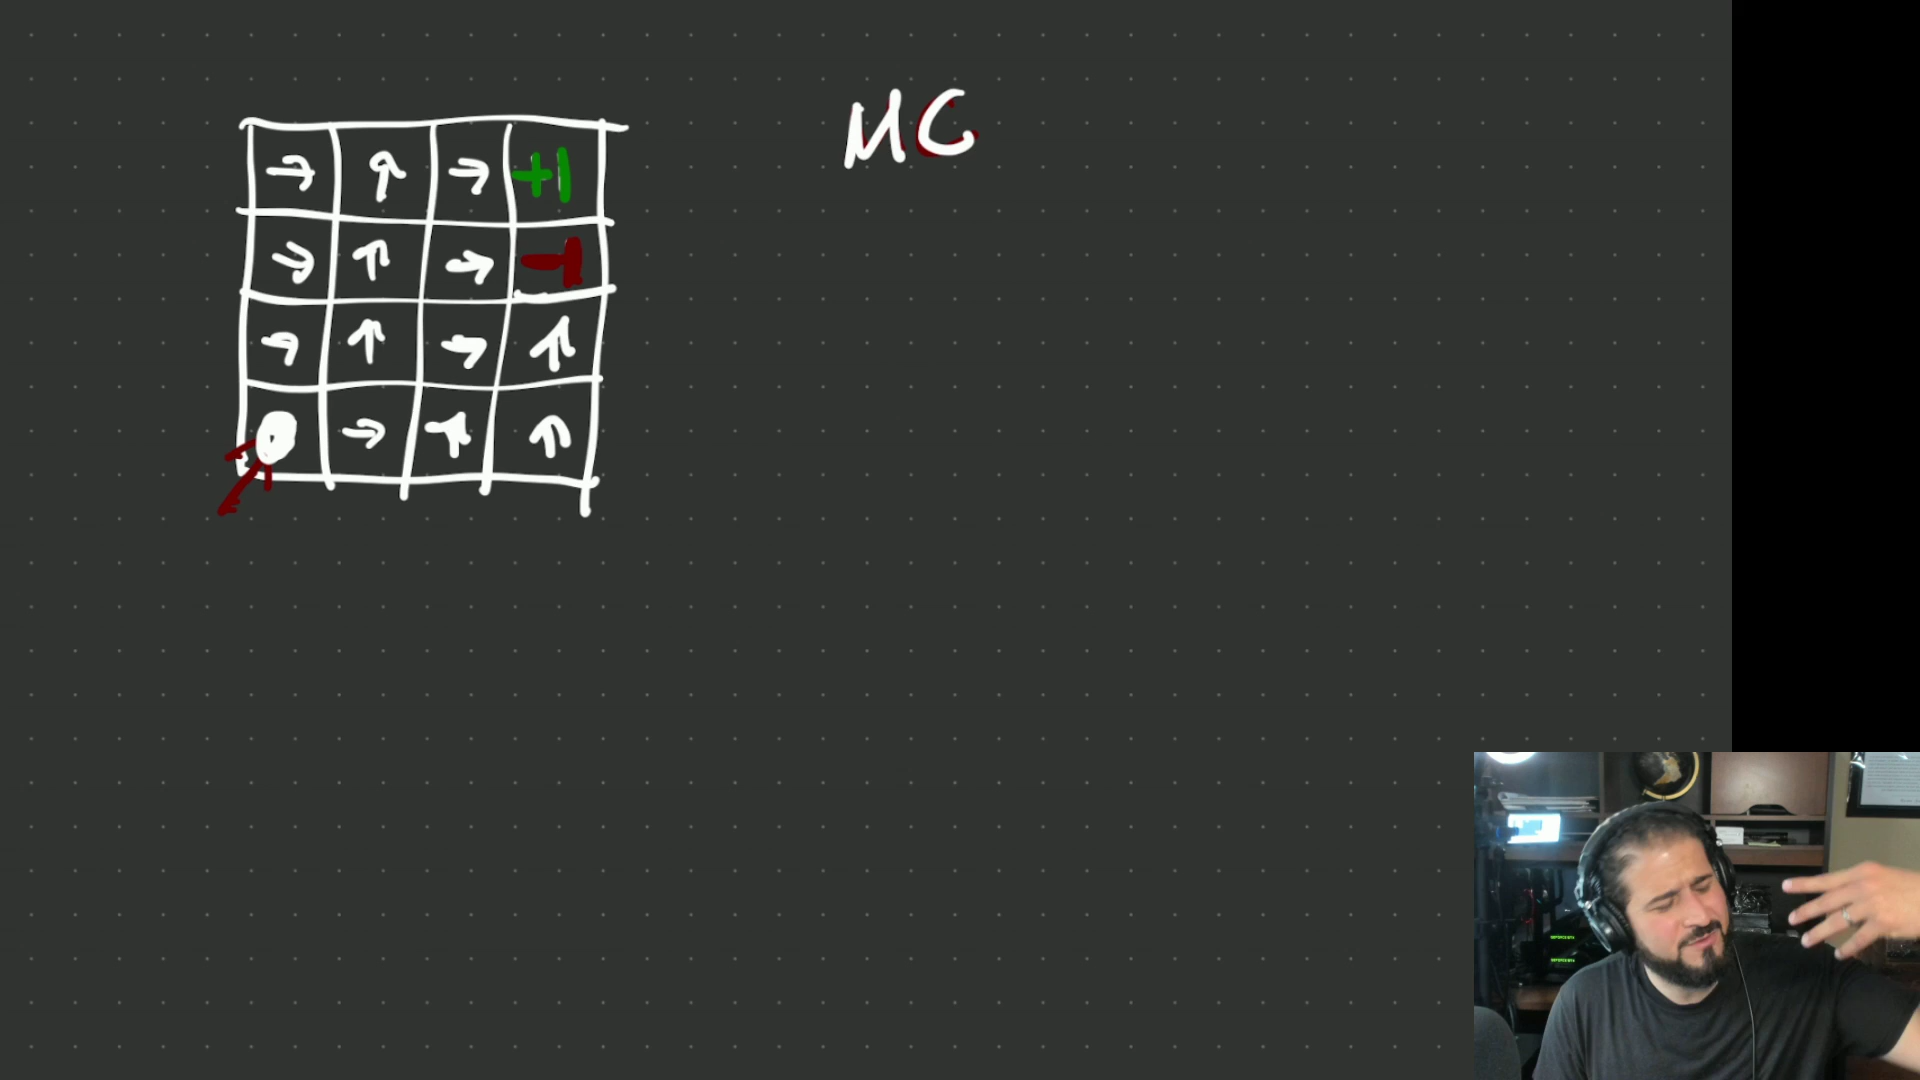 MC
→ ↑ → +1
→ ↑ → -1
→ ↑ → ↑
→ ↑ ↑